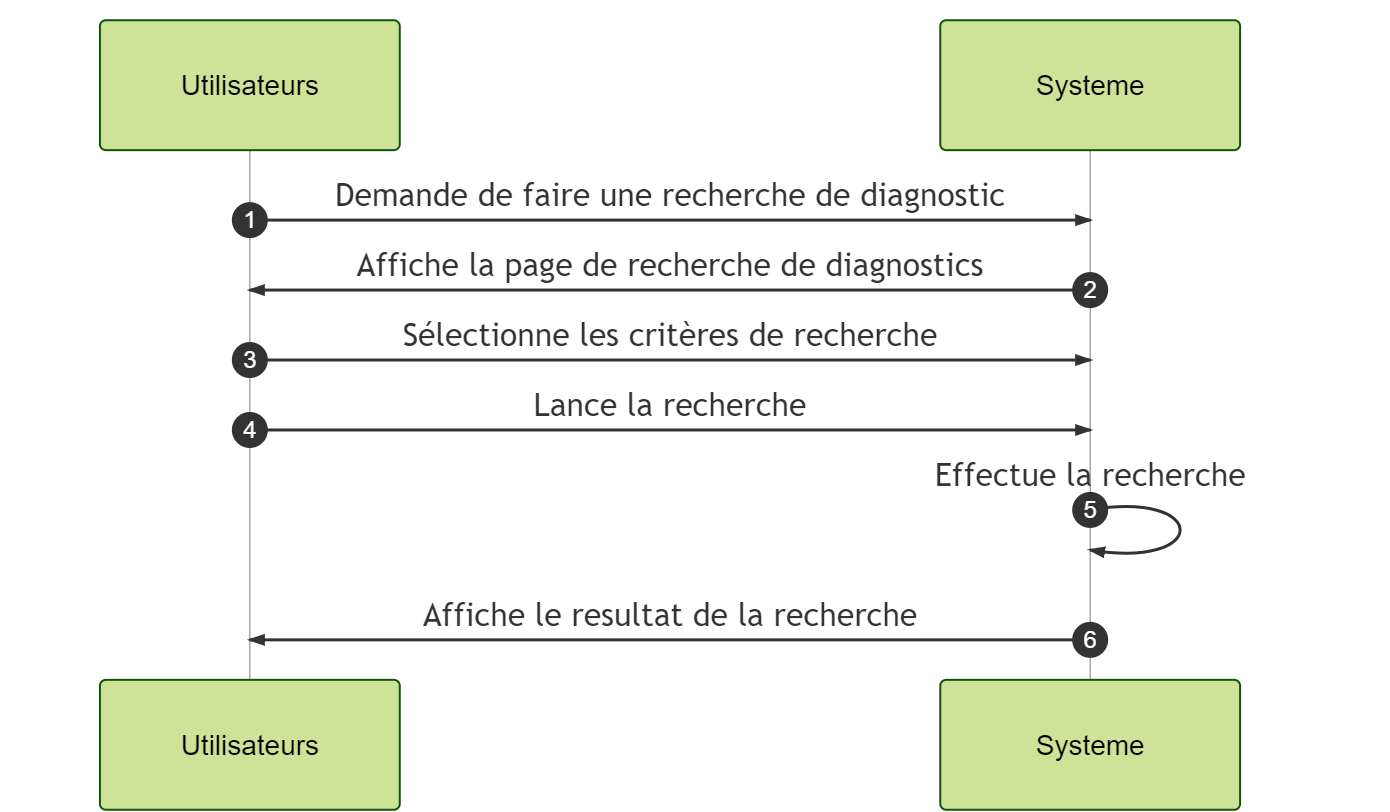 Utilisateurs
Systeme
Demande de faire une recherche de diagnostic
1
Affiche la page de recherche de diagnostics
2
Sélectionne les critères de recherche
3
Lance la recherche
4
Effectue la recherche
5
Affiche le resultat de la recherche
6
Utilisateurs
Systeme